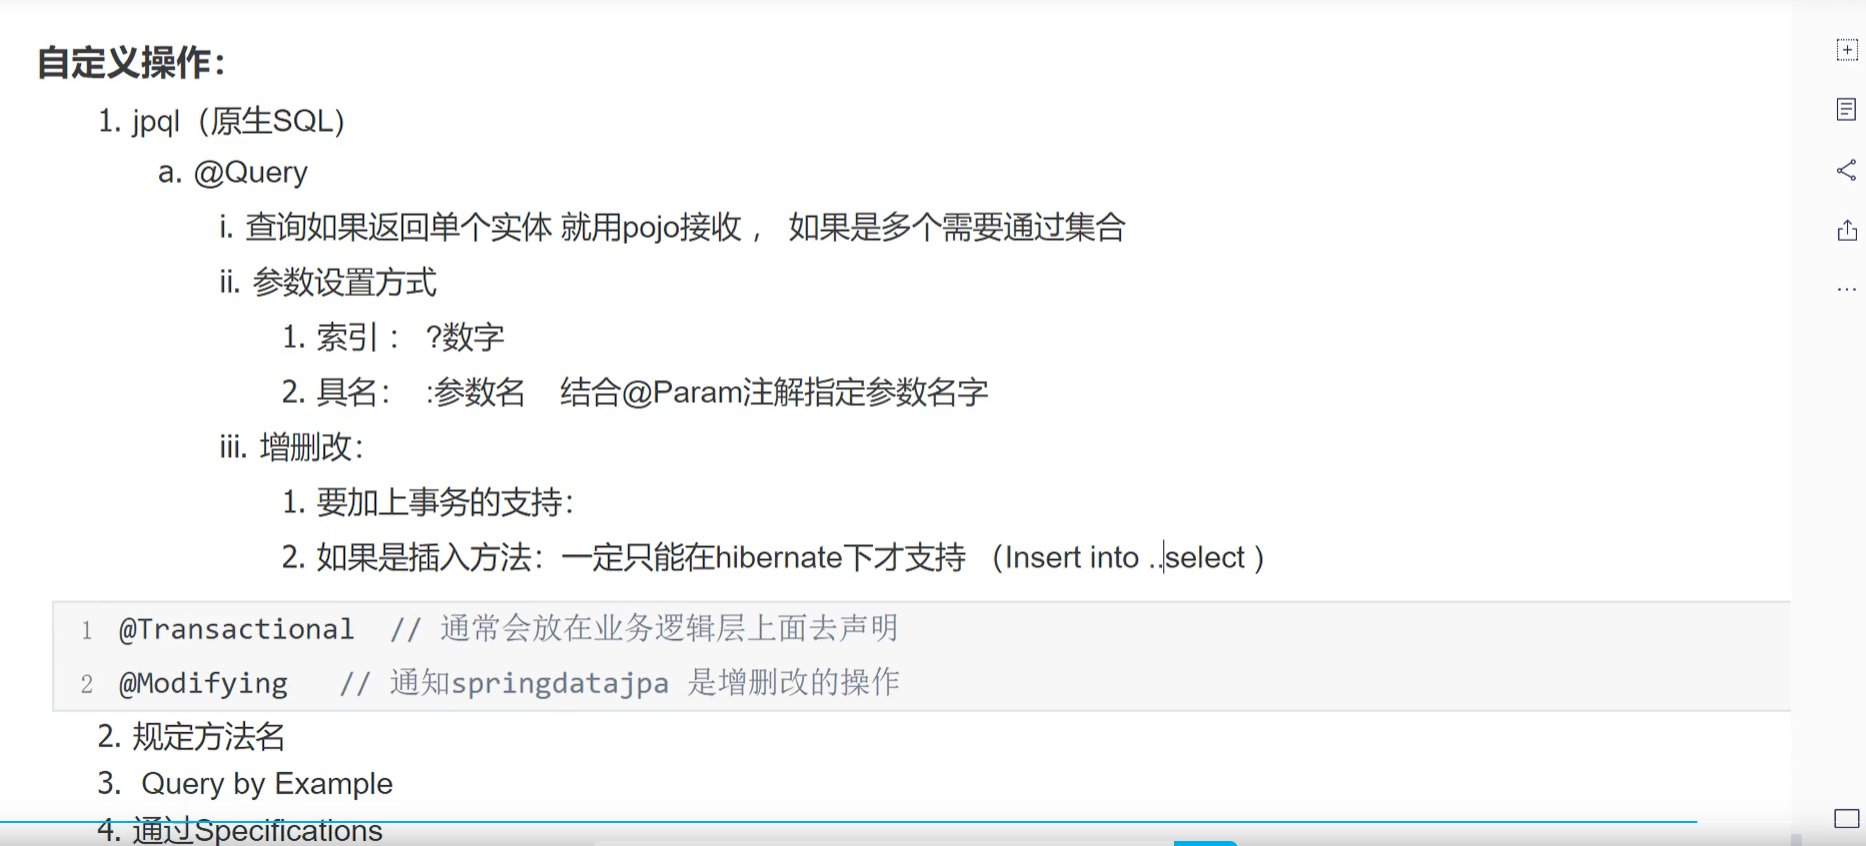 自定义操作：
1. jpql（原生SQL）
a. @Query
i. 查询如果返回单个实体 就用pojo接收 ， 如果是多个需要通过集合
ii. 参数设置方式
1. 索引 ： ?数字
2. 具名： :参数名 结合@Param注解指定参数名字
iii. 增删改：
1. 要加上事务的支持：
2. 如果是插入方法：一定只能在hibernate下才支持 （Insert into ..select ）
1 @Transactional // 通常会放在业务逻辑层上面去声明
2 @Modifying // 通知springdatajpa 是增删改的操作
2. 规定方法名
3. Query by Example
4. 通过Specifications